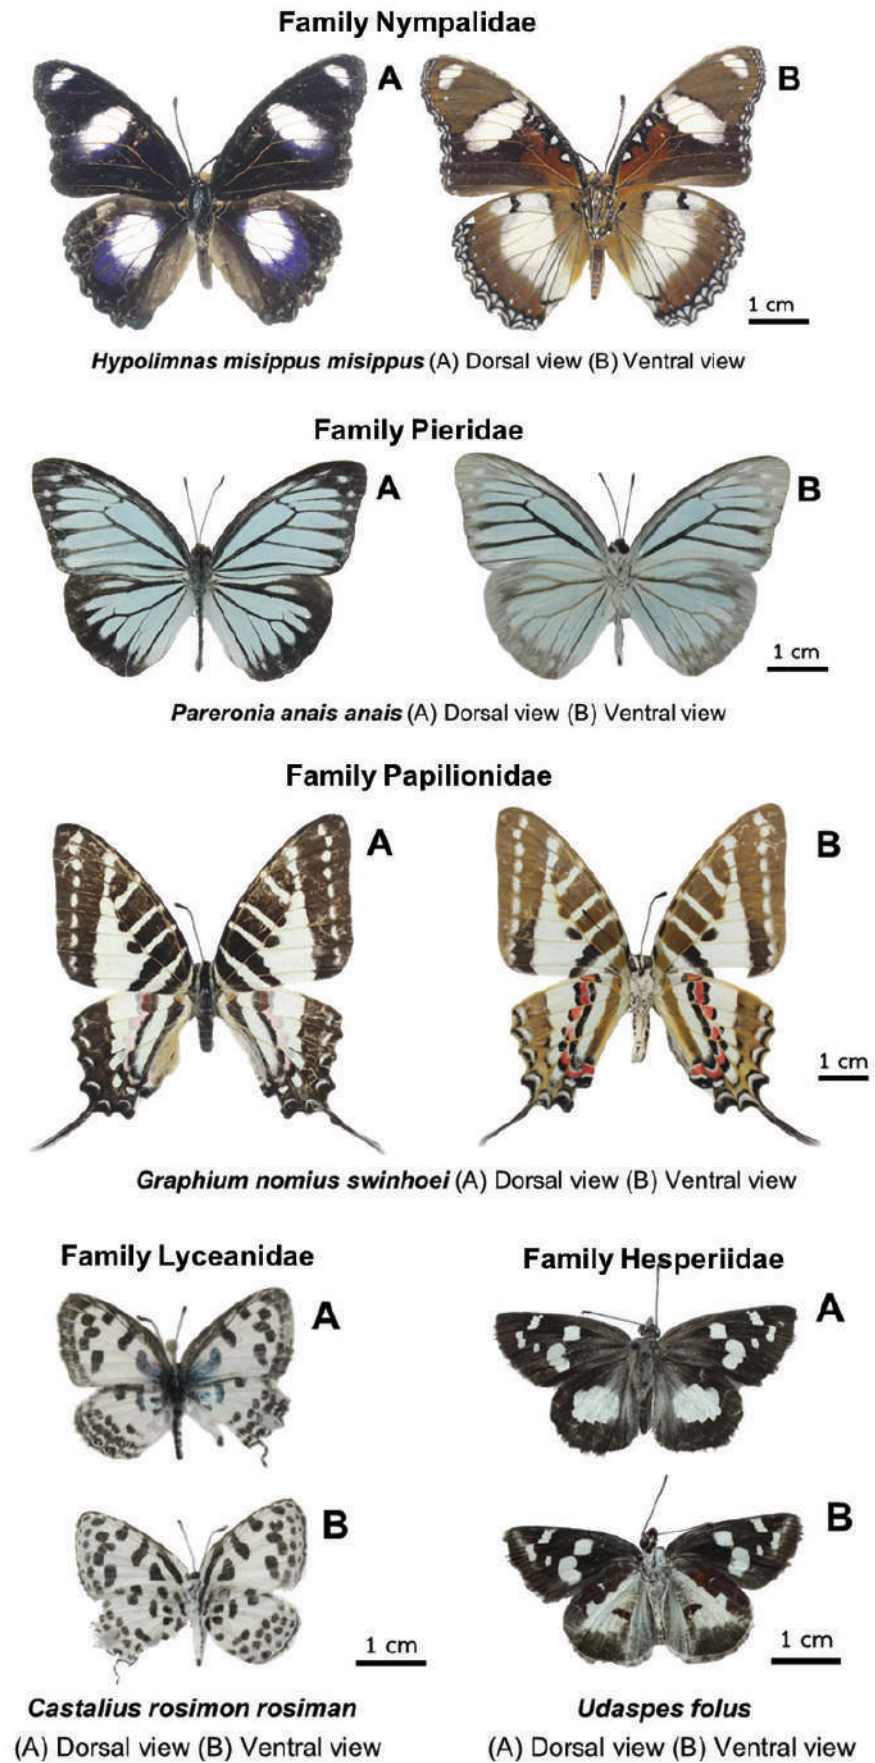 Family Nympalidae
A
B
1 cm
Hypolimnas misippus misippus (A) Dorsal view (B) Ventral view
Family Pieridae
A
B
1 cm
Pareronia anais anais (A) Dorsal view (B) Ventral view
Family Papilionidae
A
B
1 cm
Graphium nomius swinhoei (A) Dorsal view (B) Ventral view
Family Lyceanidae
A
B
1 cm
Castalius rosimon rosiman
(A) Dorsal view (B) Ventral view
Family Hesperiidae
A
B
1 cm
Udaspes folus
(A) Dorsal view (B) Ventral view